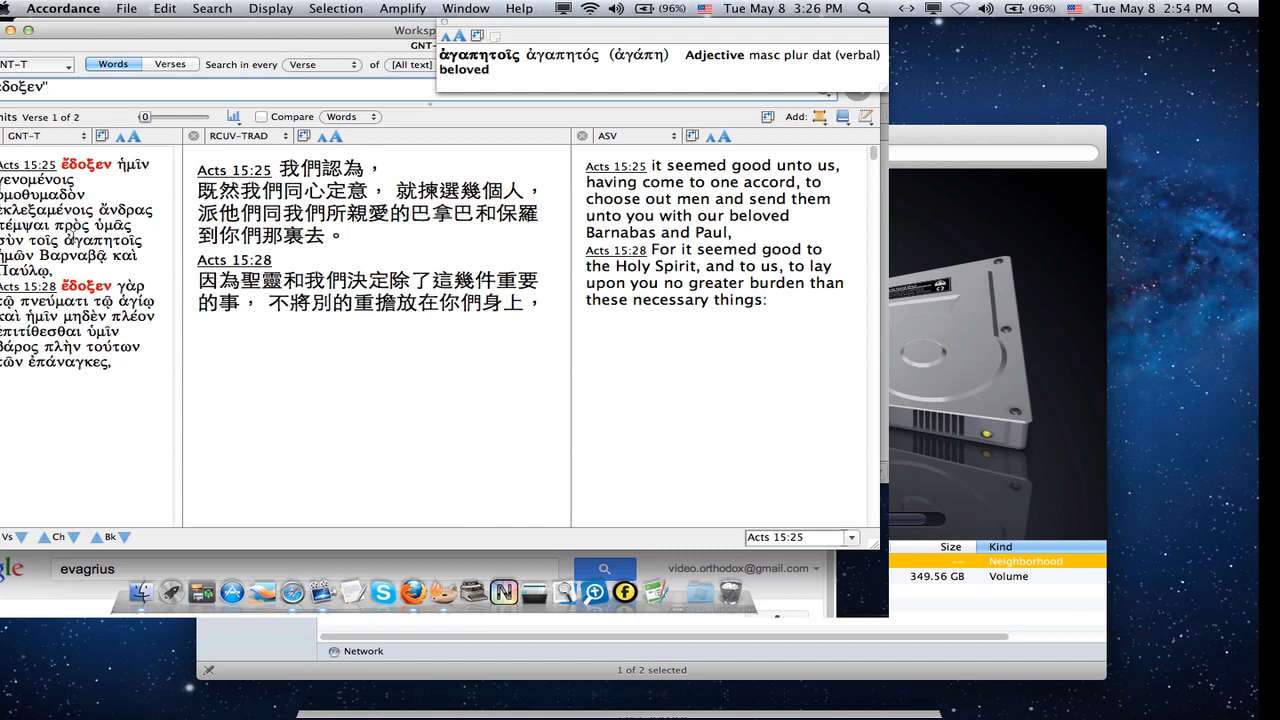 Accordance File Edit Search Display Selection Amplify Window Help (96%) Tue May 8 3:26 PM (96%) Tue May 8 2:54 PM
Worksp
GNT-
ἀγαπητοῖς ἀγαπητός (ἀγάπη) Adjective masc plur dat (verbal)
beloved
NT-T Words Verses Search in every Verse of [All text]
δοξεν"
nits Verse 1 of 2 0 Compare Words Add:
GNT-T RCUV-TRAD ASV
Acts 15:25 ἔδοξεν ἡμῖν
γενομένοις
ὁμοθυμαδὸν
ἐκλεξαμένοις ἄνδρας
πέμψαι πρὸς ὑμᾶς
σὺν τοῖς ἀγαπητοῖς
ἡμῶν Βαρναβᾷ καὶ
Παύλῳ,
Acts 15:28 ἔδοξεν γὰρ
τῷ πνεύματι τῷ ἁγίῳ
καὶ ἡμῖν μηδὲν πλέον
ἐπιτίθεσθαι ὑμῖν
βάρος πλὴν τούτων
τῶν ἐπάναγκες,
Acts 15:25 我們認為，
既然我們同心定意， 就揀選幾個人，
派他們同我們所親愛的巴拿巴和保羅
到你們那裏去。
Acts 15:28
因為聖靈和我們決定除了這幾件重要
的事， 不將別的重擔放在你們身上，
Acts 15:25 it seemed good unto us,
having come to one accord, to
choose out men and send them
unto you with our beloved
Barnabas and Paul,
Acts 15:28 For it seemed good to
the Holy Spirit, and to us, to lay
upon you no greater burden than
these necessary things:
Vs Ch Bk Acts 15:25
Size Kind
gle evagrius video.orthodox@gmail.com
-- Neighborhood
349.56 GB Volume
Network
1 of 2 selected